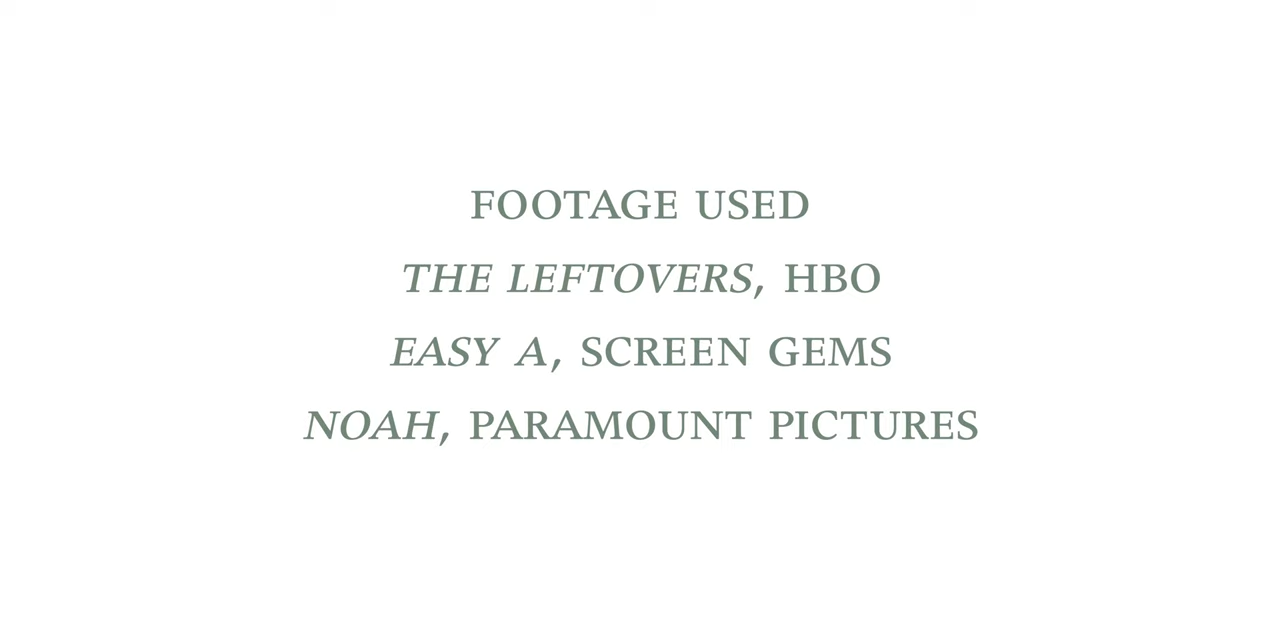 FOOTAGE USED
THE LEFTOVERS, HBO
EASY A, SCREEN GEMS
NOAH, PARAMOUNT PICTURES